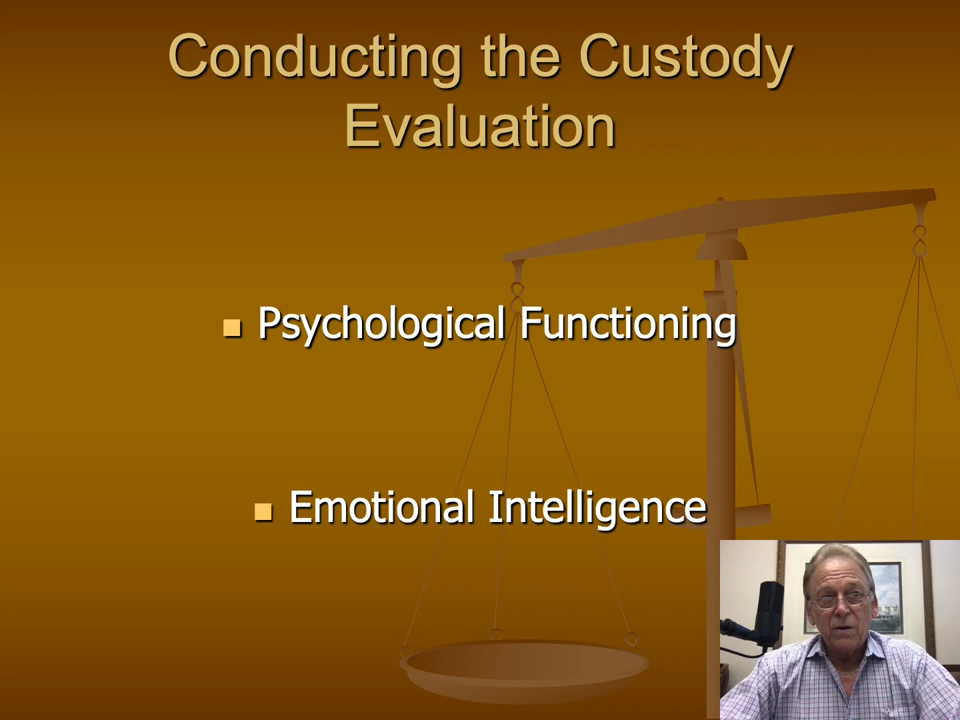 Conducting the Custody
Evaluation
Psychological Functioning
Emotional Intelligence